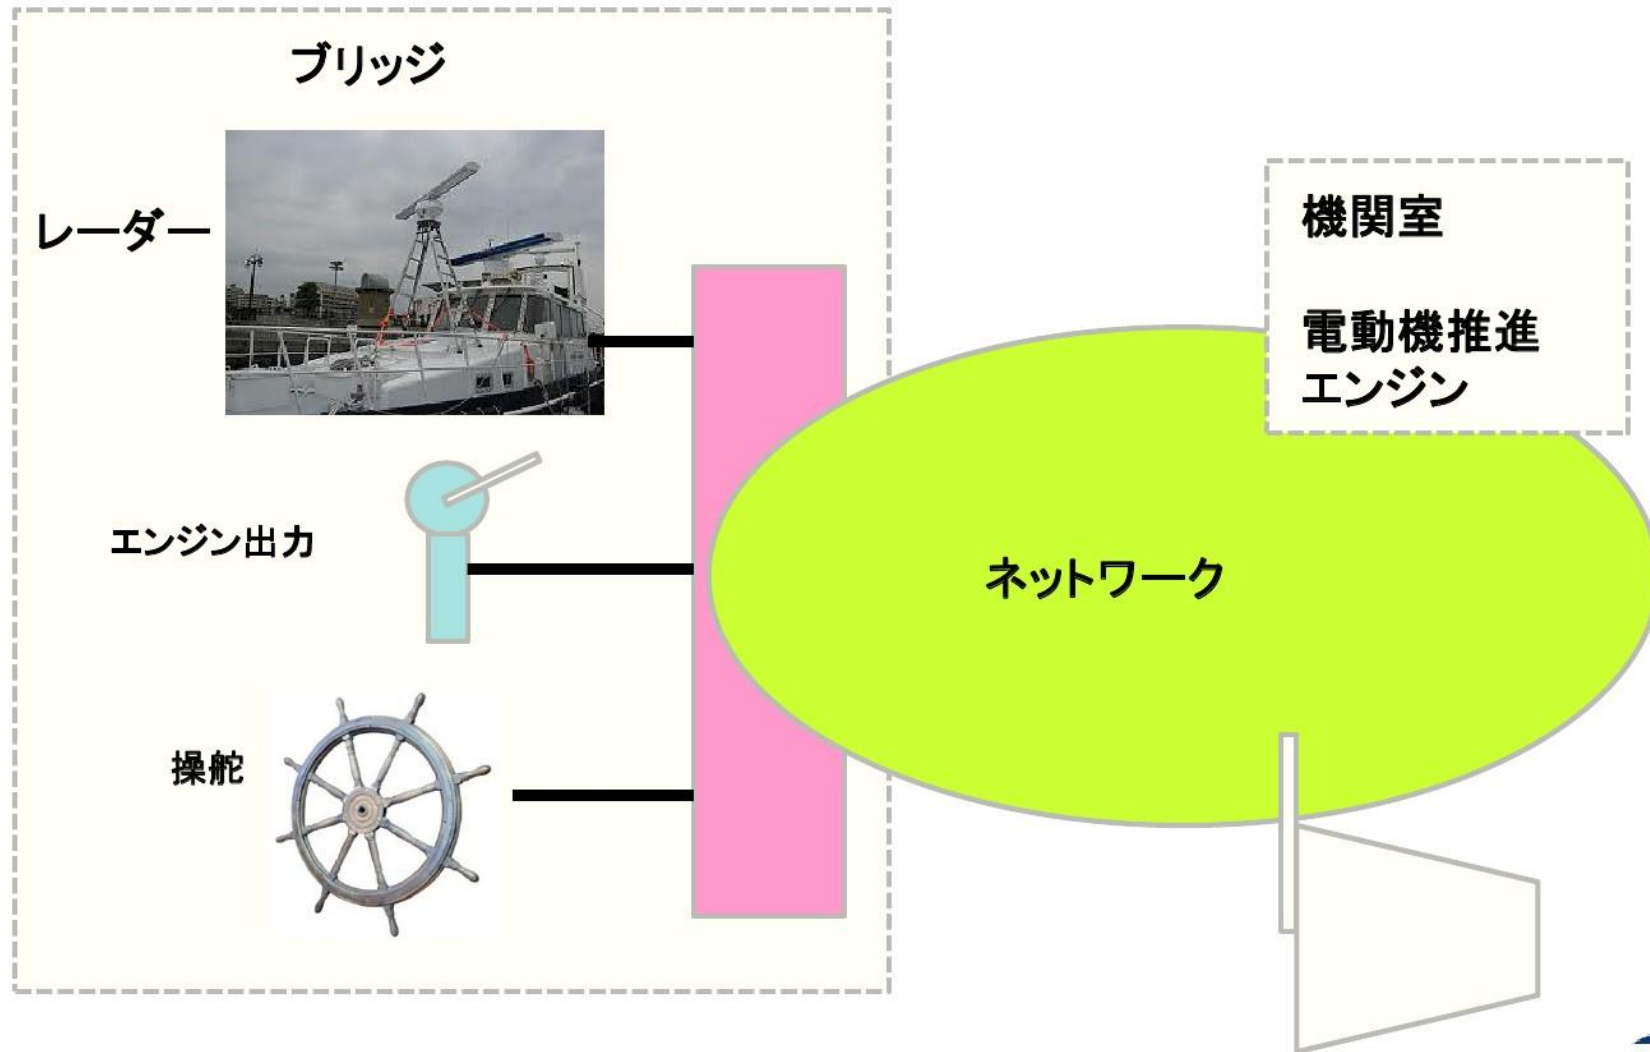 ブリッジ
レーダー
機関室
電動機推進
エンジン
エンジン出力
ネットワーク
操舵